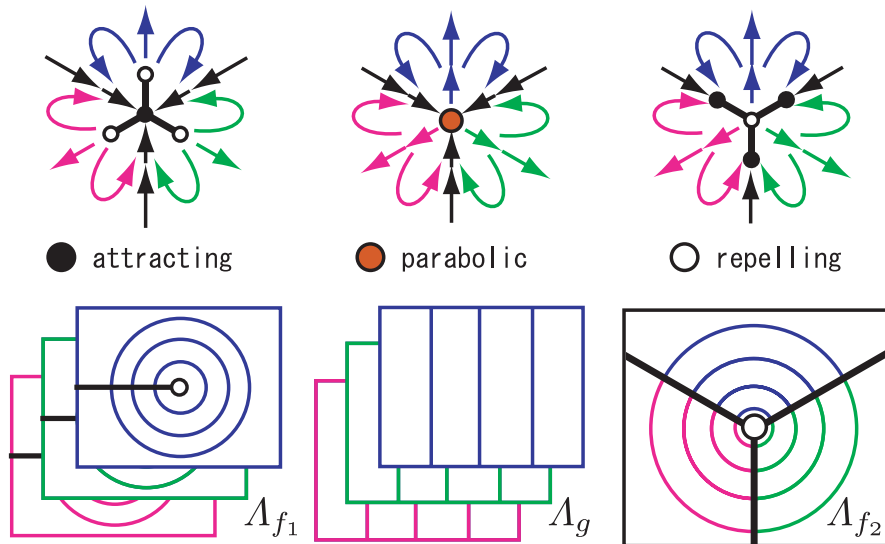 attracting parabolic repelling
Λf₁ Λg Λf₂